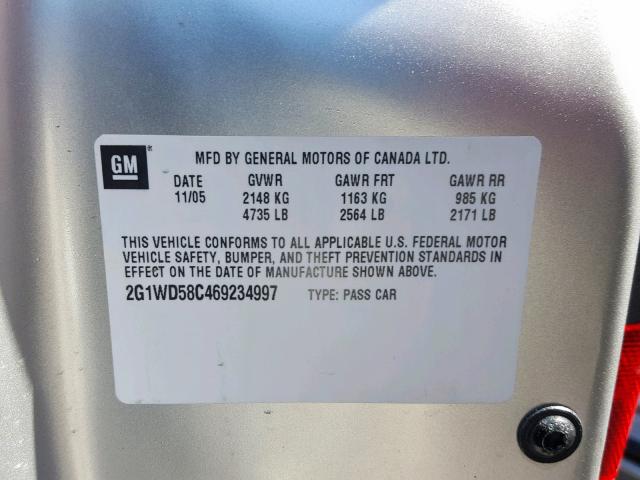 GM®
MFD BY GENERAL MOTORS OF CANADA LTD.
DATE GVWR GAWR FRT GAWR RR
11/05 2148 KG 1163 KG 985 KG
4735 LB 2564 LB 2171 LB
THIS VEHICLE CONFORMS TO ALL APPLICABLE U.S. FEDERAL MOTOR
VEHICLE SAFETY, BUMPER, AND THEFT PREVENTION STANDARDS IN
EFFECT ON THE DATE OF MANUFACTURE SHOWN ABOVE.
2G1WD58C469234997 TYPE: PASS CAR